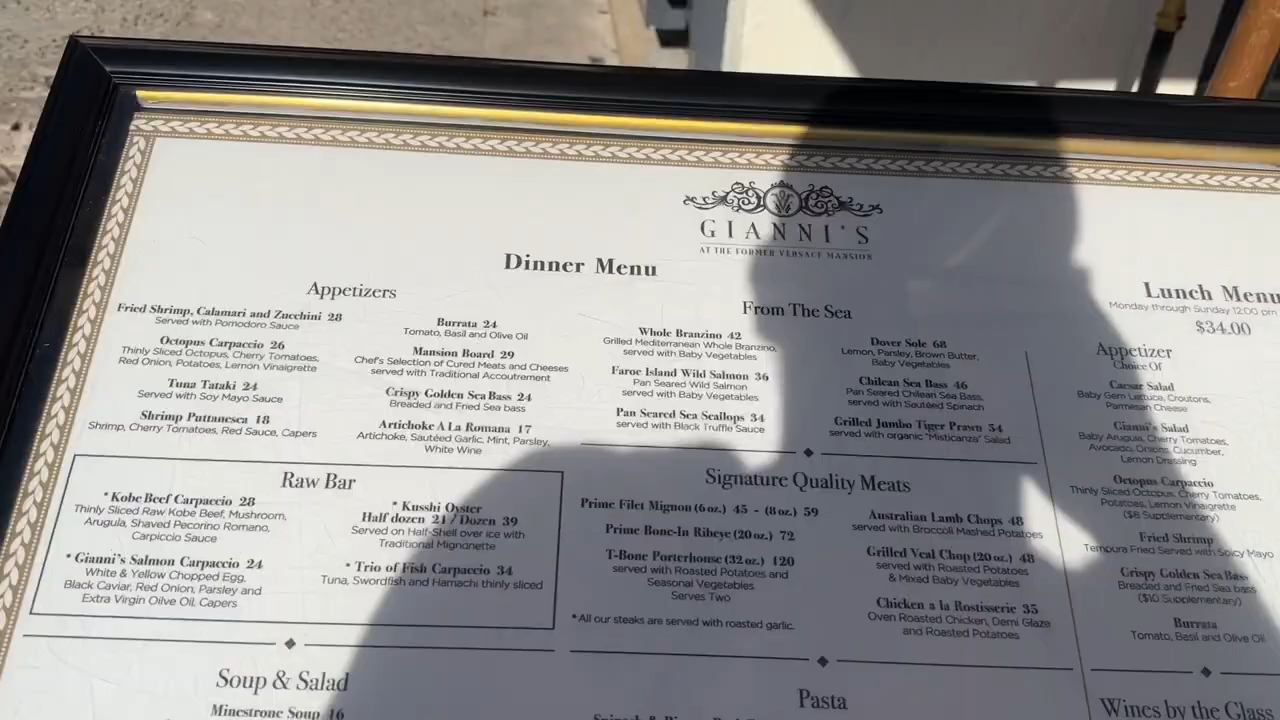 GIANNI'S
AT THE FORMER VERSACE MANSION
Dinner Menu
Appetizers
Fried Shrimp, Calamari and Zucchini 28
Served with Pomodoro Sauce
Octopus Carpaccio 26
Thinly Sliced Octopus, Cherry Tomatoes,
Red Onion, Potatoes, Lemon Vinaigrette
Tuna Tataki 24
Served with Soy Mayo Sauce
Shrimp Puttanesca 18
Shrimp, Cherry Tomatoes, Red Sauce, Capers
Burrata 24
Tomato, Basil and Olive Oil
Mansion Board 29
Chef's Selection of Cured Meats and Cheeses
served with Traditional Accoutrement
Crispy Golden Sea Bass 24
Breaded and Fried Sea bass
Artichoke A La Romana 17
Artichoke, Sautéed Garlic, Mint, Parsley,
White Wine
Raw Bar
*Kobe Beef Carpaccio 28
Thinly Sliced Raw Kobe Beef, Mushroom,
Arugula, Shaved Pecorino Romano,
Carpiccio Sauce
*Gianni's Salmon Carpaccio 24
White & Yellow Chopped Egg,
Black Caviar, Red Onion, Parsley and
Extra Virgin Olive Oil, Capers
*Kusshi Oyster
Half dozen 21 / Dozen 39
Served on Half-Shell over ice with
Traditional Mignonette
*Trio of Fish Carpaccio 34
Tuna, Swordfish and Hamachi thinly sliced
Soup & Salad
Minestrone Soup 16
From The Sea
Whole Branzino 42
Grilled Mediterranean Whole Branzino,
served with Baby Vegetables
Faroe Island Wild Salmon 36
Pan Seared Wild Salmon
served with Baby Vegetables
Pan Seared Sea Scallops 34
served with Black Truffle Sauce
Dover Sole 68
Lemon, Parsley, Brown Butter,
Baby Vegetables
Chilean Sea Bass 46
Pan Seared Chilean Sea Bass,
served with Sautéed Spinach
Grilled Jumbo Tiger Prawn 54
served with organic "Misticanza" Salad
Signature Quality Meats
Prime Filet Mignon (6 oz.) 45 - (8 oz.) 59
Prime Bone-In Ribeye (20 oz.) 72
T-Bone Porterhouse (32 oz.) 120
served with Roasted Potatoes and
Seasonal Vegetables
Serves Two
*All our steaks are served with roasted garlic.
Australian Lamb Chops 48
served with Broccoli Mashed Potatoes
Grilled Veal Chop (20 oz.) 48
served with Roasted Potatoes
& Mixed Baby Vegetables
Chicken a la Rostisserie 35
Oven Roasted Chicken, Demi Glaze
and Roasted Potatoes
Pasta
Lunch Menu
Monday through Sunday 12:00 pm
$34.00
Appetizer
Choice Of
Caesar Salad
Baby Gem Lettuce, Croutons,
Parmesan Cheese
Gianni's Salad
Baby Arugula, Cherry Tomatoes,
Avocado, Onions, Cucumber,
Lemon Dressing
Octopus Carpaccio
Thinly Sliced Octopus, Cherry Tomatoes,
Potatoes, Lemon Vinaigrette
($8 Supplementary)
Fried Shrimp
Tempura Fried Served with Spicy Mayo
Crispy Golden Sea Bass
Breaded and Fried Sea bass
($10 Supplementary)
Burrata
Tomato, Basil and Olive Oil
Wines by the Glass